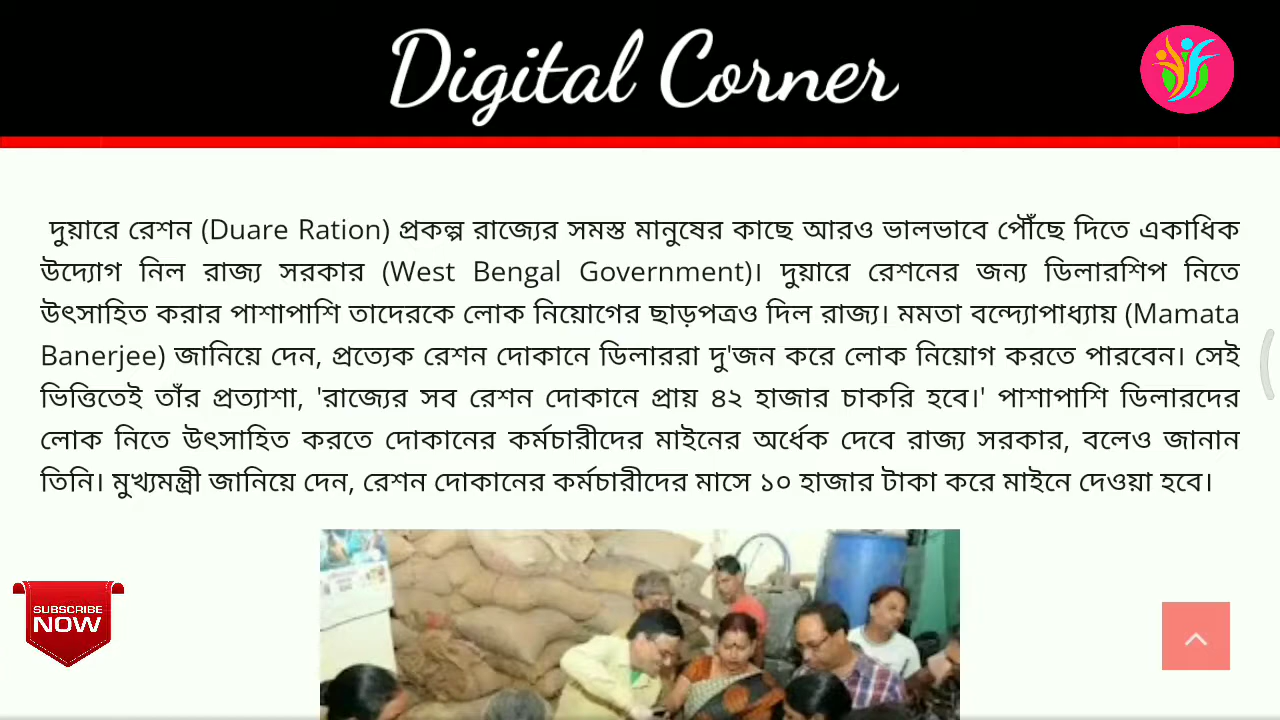 Digital Corner
দুয়ারে রেশন (Duare Ration) প্রকল্প রাজ্যের সমস্ত মানুষের কাছে আরও ভালভাবে পৌঁছে দিতে একাধিক
উদ্যোগ নিল রাজ্য সরকার (West Bengal Government)। দুয়ারে রেশনের জন্য ডিলারশিপ নিতে
উৎসাহিত করার পাশাপাশি তাদেরকে লোক নিয়োগের ছাড়পত্রও দিল রাজ্য। মমতা বন্দ্যোপাধ্যায় (Mamata
Banerjee) জানিয়ে দেন, প্রত্যেক রেশন দোকানে ডিলাররা দু'জন করে লোক নিয়োগ করতে পারবেন। সেই
ভিত্তিতেই তাঁর প্রত্যাশা, 'রাজ্যের সব রেশন দোকানে প্রায় ৪২ হাজার চাকরি হবে।' পাশাপাশি ডিলারদের
লোক নিতে উৎসাহিত করতে দোকানের কর্মচারীদের মাইনের অর্ধেক দেবে রাজ্য সরকার, বলেও জানান
তিনি। মুখ্যমন্ত্রী জানিয়ে দেন, রেশন দোকানের কর্মচারীদের মাসে ১০ হাজার টাকা করে মাইনে দেওয়া হবে।
SUBSCRIBE
NOW